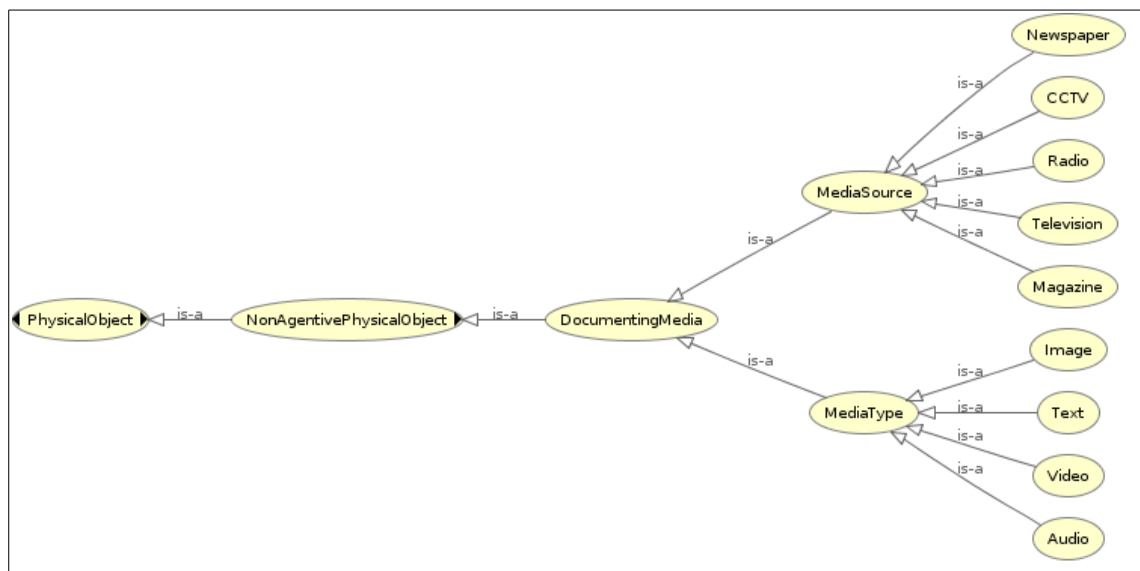 Newspaper
is-a
CCTV
is-a
Radio
is-a
MediaSource
is-a
Television
is-a
is-a
Magazine
PhysicalObject
is-a
NonAgentivePhysicalObject
is-a
DocumentingMedia
Image
is-a
is-a
MediaType
is-a
Text
is-a
Video
is-a
Audio